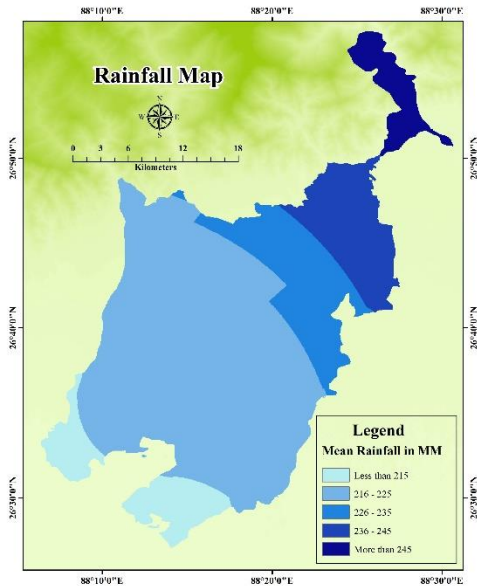 88°10'0"E 88°20'0"E 88°30'0"E
Rainfall Map
N
W E
S
0 3 6 12 18
Kilometers
26°50'0"N 26°50'0"N
26°40'0"N 26°40'0"N
26°30'0"N 26°30'0"N
Legend
Mean Rainfall in MM
Less than 215
216 - 225
226 - 235
236 - 245
More than 245
88°10'0"E 88°20'0"E 88°30'0"E